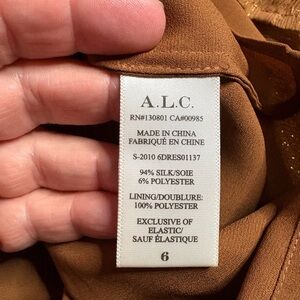 A.L.C.
RN#130801 CA#00985
MADE IN CHINA
FABRIQUÉ EN CHINE
S-2010 6DRES01137
94% SILK/SOIE
6% POLYESTER
LINING/DOUBLURE:
100% POLYESTER
EXCLUSIVE OF
ELASTIC/
SAUF ÉLASTIQUE
6